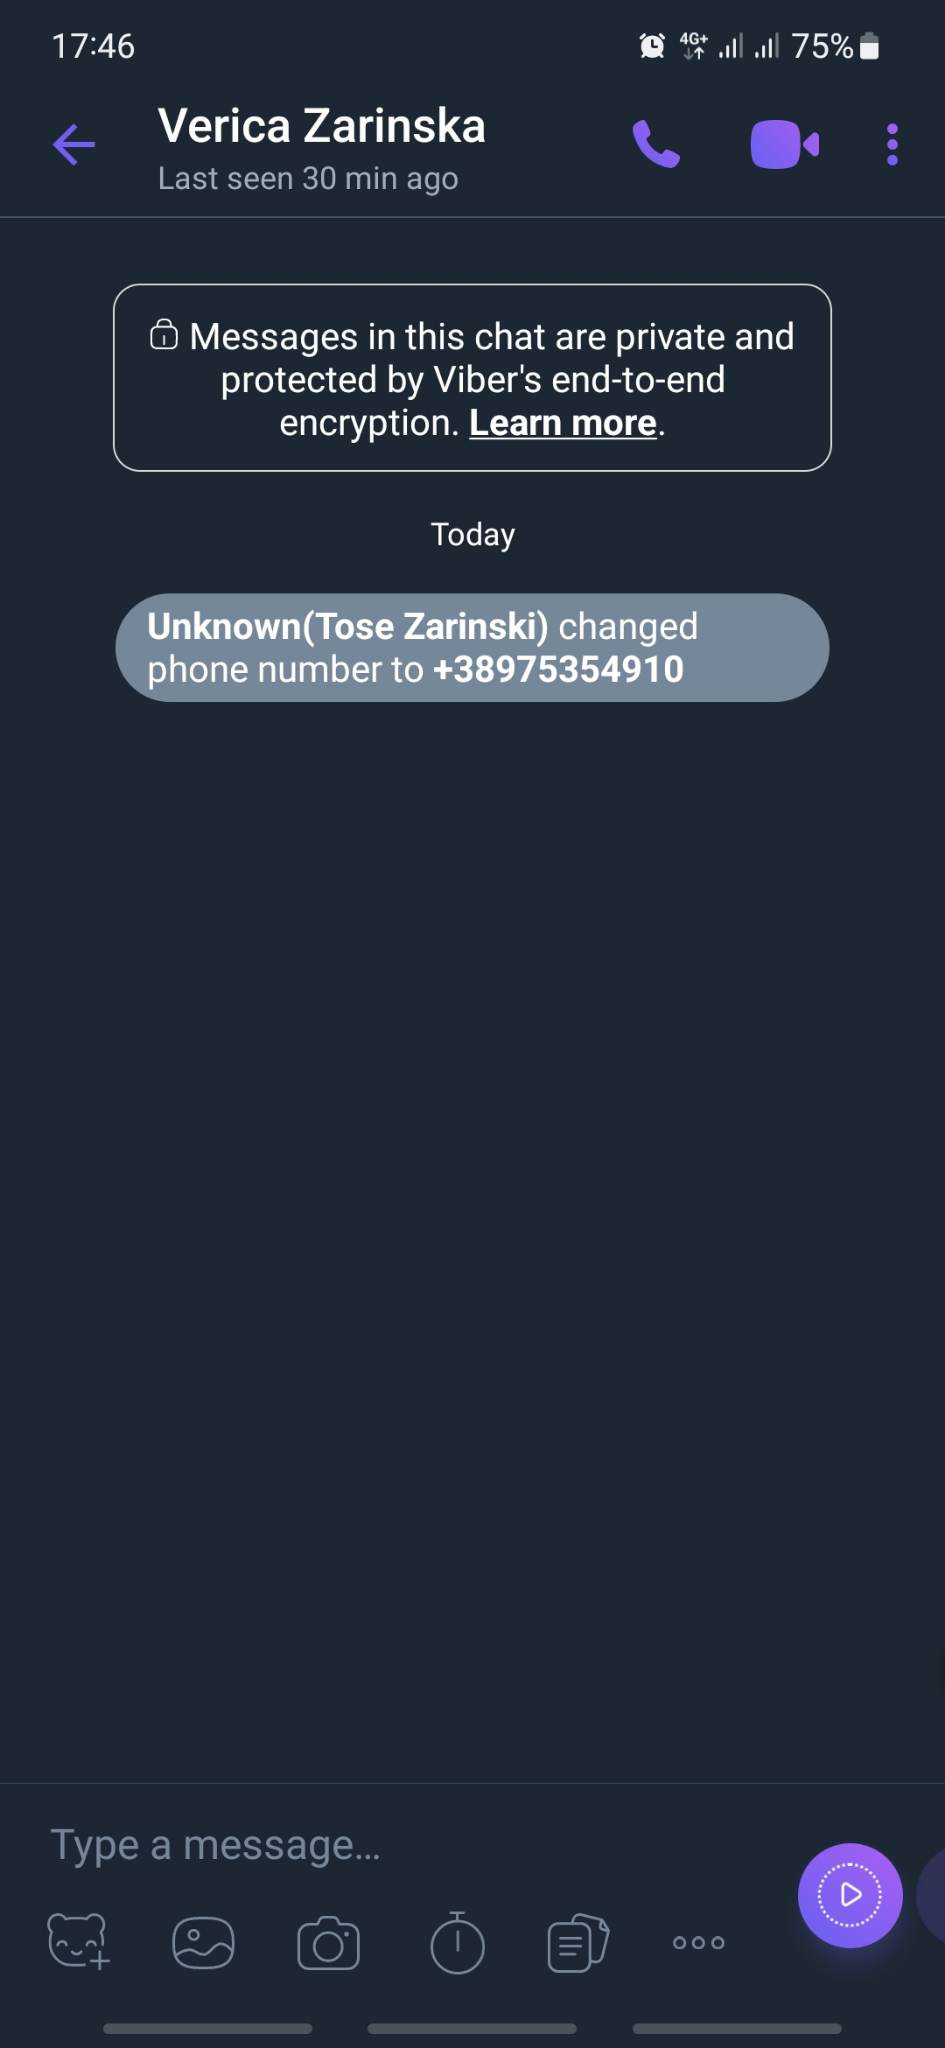 17:46
4G+ 75%
Verica Zarinska
Last seen 30 min ago
Messages in this chat are private and
protected by Viber's end-to-end
encryption. Learn more.
Today
Unknown(Tose Zarinski) changed
phone number to +38975354910
Type a message...